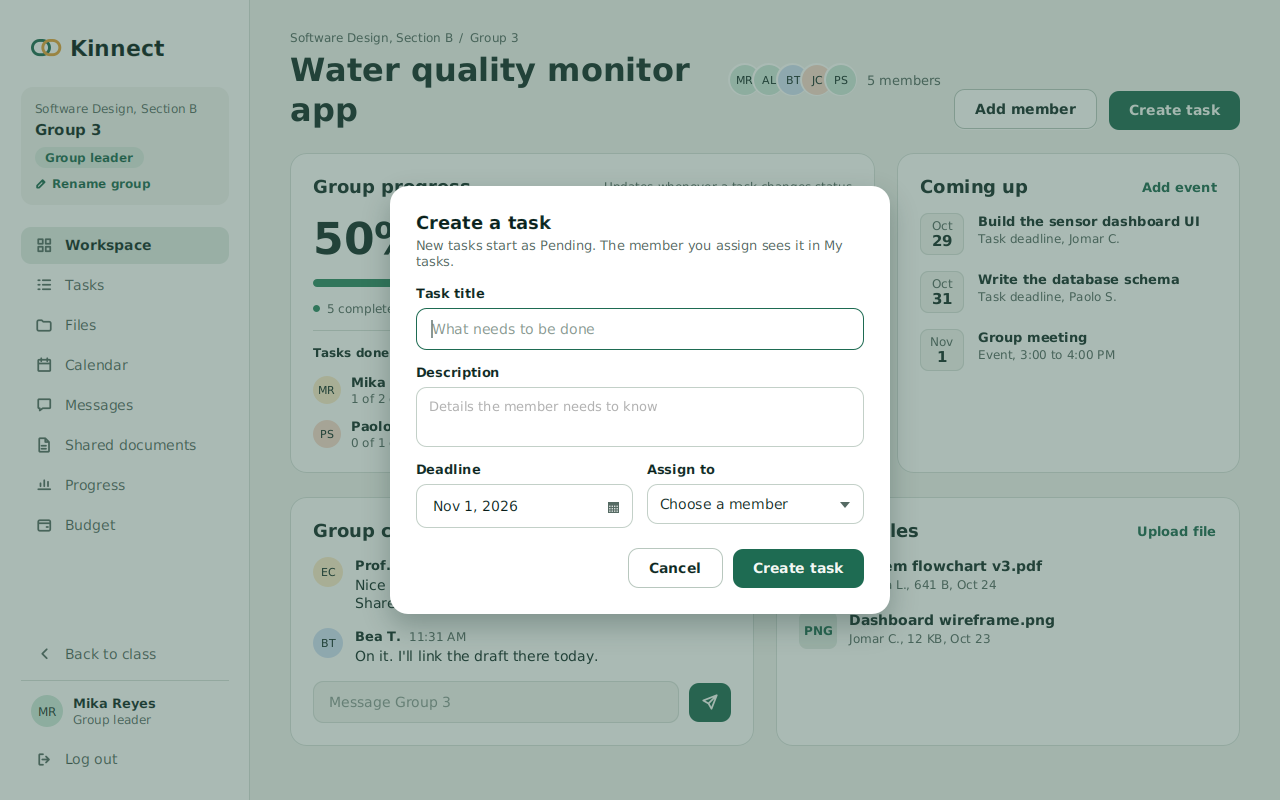 Kinnect
Software Design, Section B
Group 3
Group leader
Rename group
Workspace
Tasks
Files
Calendar
Messages
Shared documents
Progress
Budget
Back to class
MR
Mika Reyes
Group leader
Log out
Software Design, Section B / Group 3
Water quality monitor
app
MR AL BT JC PS 5 members
Add member
Create task
Group progress
Updates whenever a task changes status
50%
5 complete
Tasks done
MR
Mika
1 of 2
PS
Paolo
0 of 1
Coming up
Add event
Oct
29
Build the sensor dashboard UI
Task deadline, Jomar C.
Oct
31
Write the database schema
Task deadline, Paolo S.
Nov
1
Group meeting
Event, 3:00 to 4:00 PM
Create a task
New tasks start as Pending. The member you assign sees it in My
tasks.
Task title
What needs to be done
Description
Details the member needs to know
Deadline
Nov 1, 2026
Assign to
Choose a member
Cancel
Create task
Group c
EC
Prof.
Nice
Share
BT
Bea T. 11:31 AM
On it. I'll link the draft there today.
Message Group 3
les
Upload file
em flowchart v3.pdf
L., 641 B, Oct 24
PNG
Dashboard wireframe.png
Jomar C., 12 KB, Oct 23